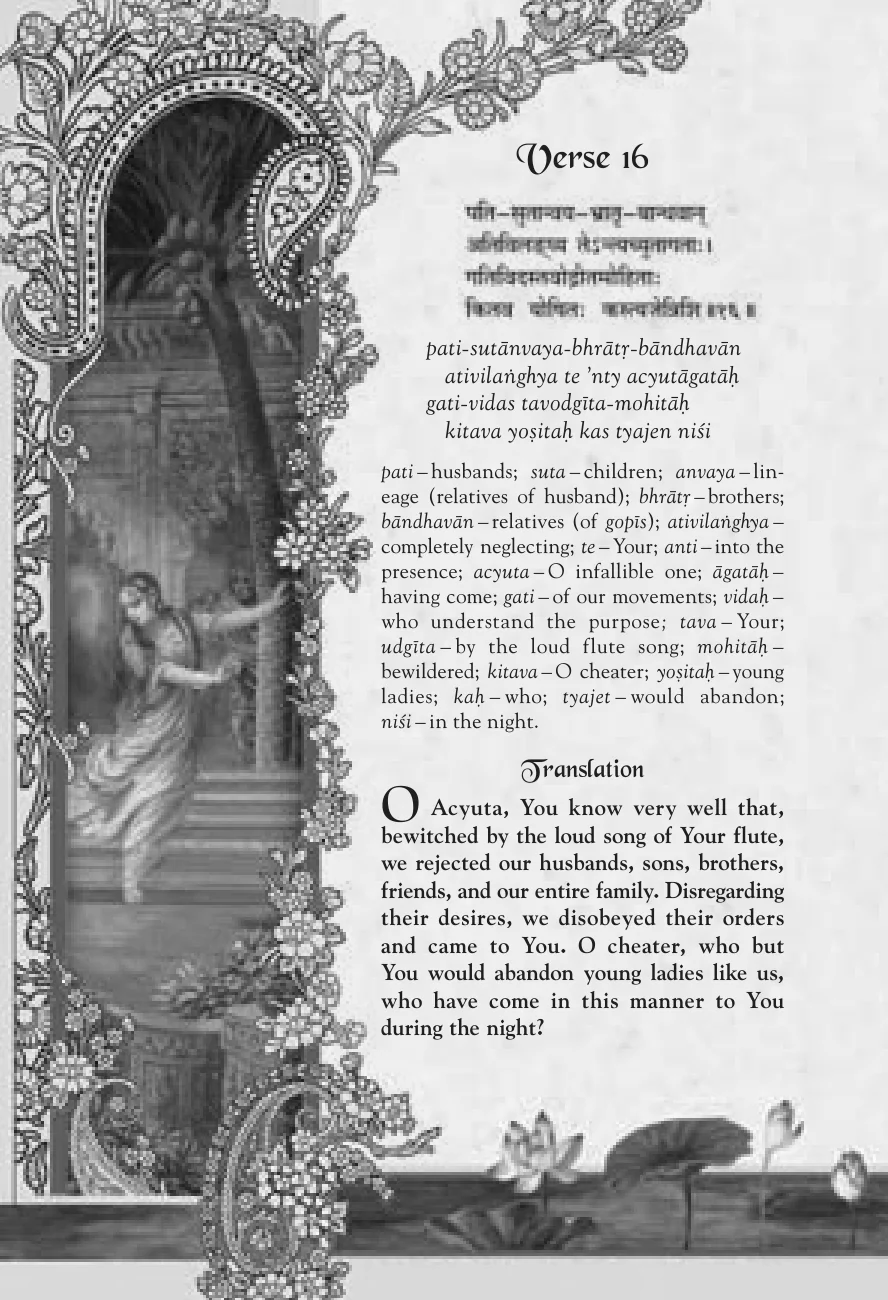 Verse 16
पति-सुतान्वय-भ्रातृ-बान्धवान्
अतिविलङ्घ्य तेऽन्त्यच्युतागताः।
गतिविदस्तवोद्गीतमोहिताः
कितव योषितः कस्त्यजेन्निशि॥१६॥
pati-sutānvaya-bhrātṛ-bāndhavān
ativilaṅghya te ’nty acyutāgatāḥ
gati-vidas tavodgīta-mohitāḥ
kitava yoṣitaḥ kas tyajen niśi
pati – husbands; suta – children; anvaya – lin-
eage (relatives of husband); bhrātṛ – brothers;
bāndhavān – relatives (of gopīs); ativilaṅghya –
completely neglecting; te – Your; anti – into the
presence; acyuta – O infallible one; āgatāḥ –
having come; gati – of our movements; vidaḥ –
who understand the purpose; tava – Your;
udgīta – by the loud flute song; mohitāḥ –
bewildered; kitava – O cheater; yoṣitaḥ – young
ladies; kaḥ – who; tyajet – would abandon;
niśi – in the night.
Translation
O Acyuta, You know very well that,
bewitched by the loud song of Your flute,
we rejected our husbands, sons, brothers,
friends, and our entire family. Disregarding
their desires, we disobeyed their orders
and came to You. O cheater, who but
You would abandon young ladies like us,
who have come in this manner to You
during the night?